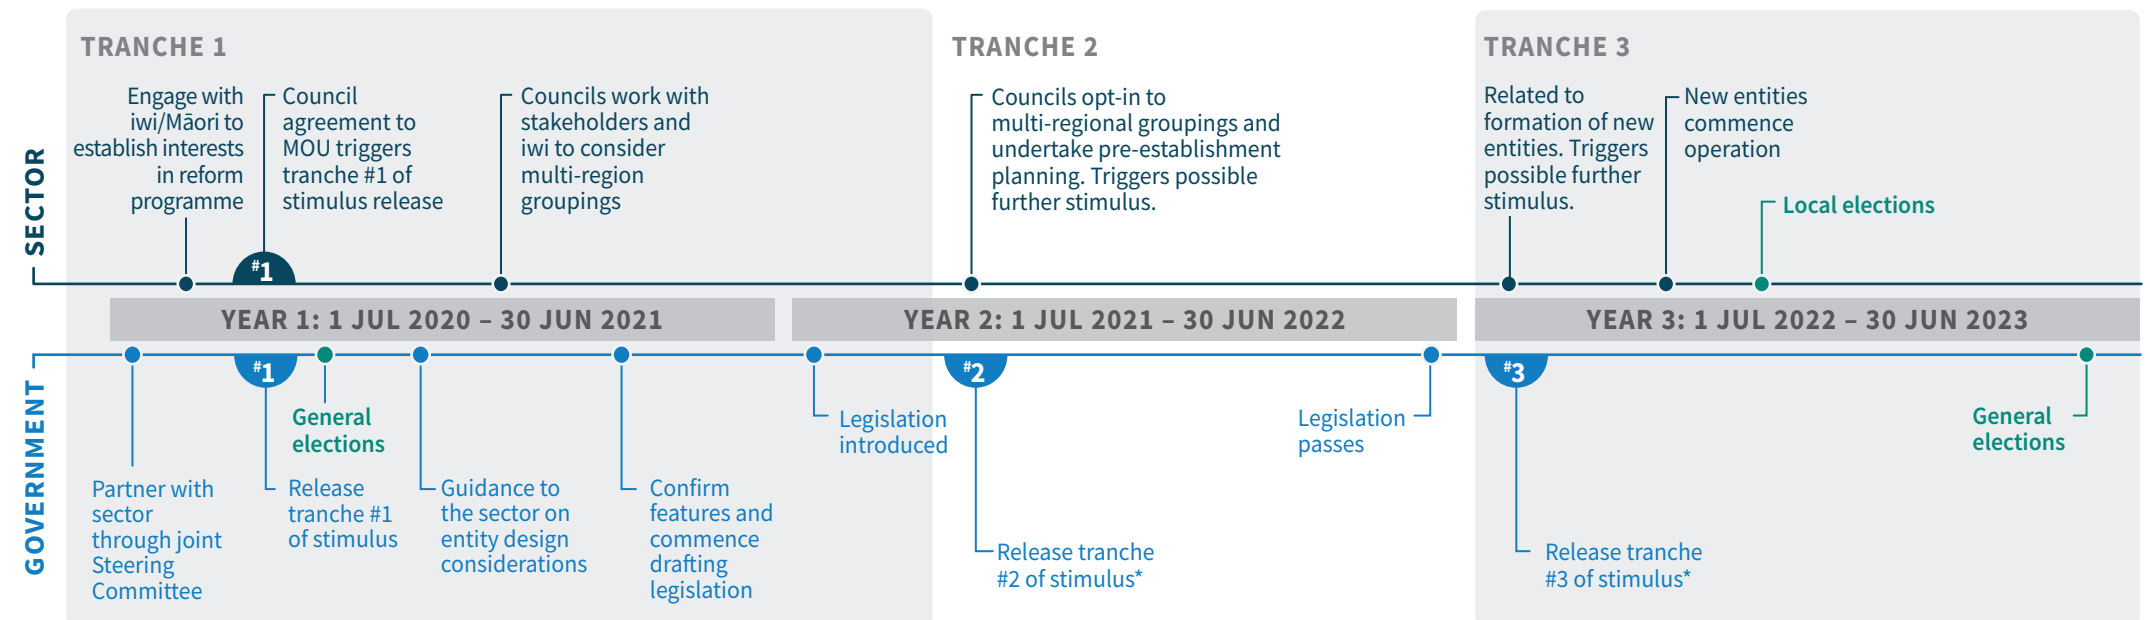 TRANCHE 1
TRANCHE 2
TRANCHE 3
SECTOR
Engage with
iwi/Māori to
establish interests
in reform
programme
Council
agreement to
MOU triggers
tranche #1 of
stimulus release
Councils work with
stakeholders and
iwi to consider
multi-region
groupings
Councils opt-in to
multi-regional groupings and
undertake pre-establishment
planning. Triggers possible
further stimulus.
Related to
formation of new
entities. Triggers
possible further
stimulus.
New entities
commence
operation
Local elections
#1
YEAR 1: 1 JUL 2020 – 30 JUN 2021
YEAR 2: 1 JUL 2021 – 30 JUN 2022
YEAR 3: 1 JUL 2022 – 30 JUN 2023
GOVERNMENT
#1
#2
#3
Partner with
sector
through joint
Steering
Committee
Release
tranche #1
of stimulus
General
elections
Guidance to
the sector on
entity design
considerations
Confirm
features and
commence
drafting
legislation
Legislation
introduced
Release tranche
#2 of stimulus*
Legislation
passes
Release tranche
#3 of stimulus*
General
elections